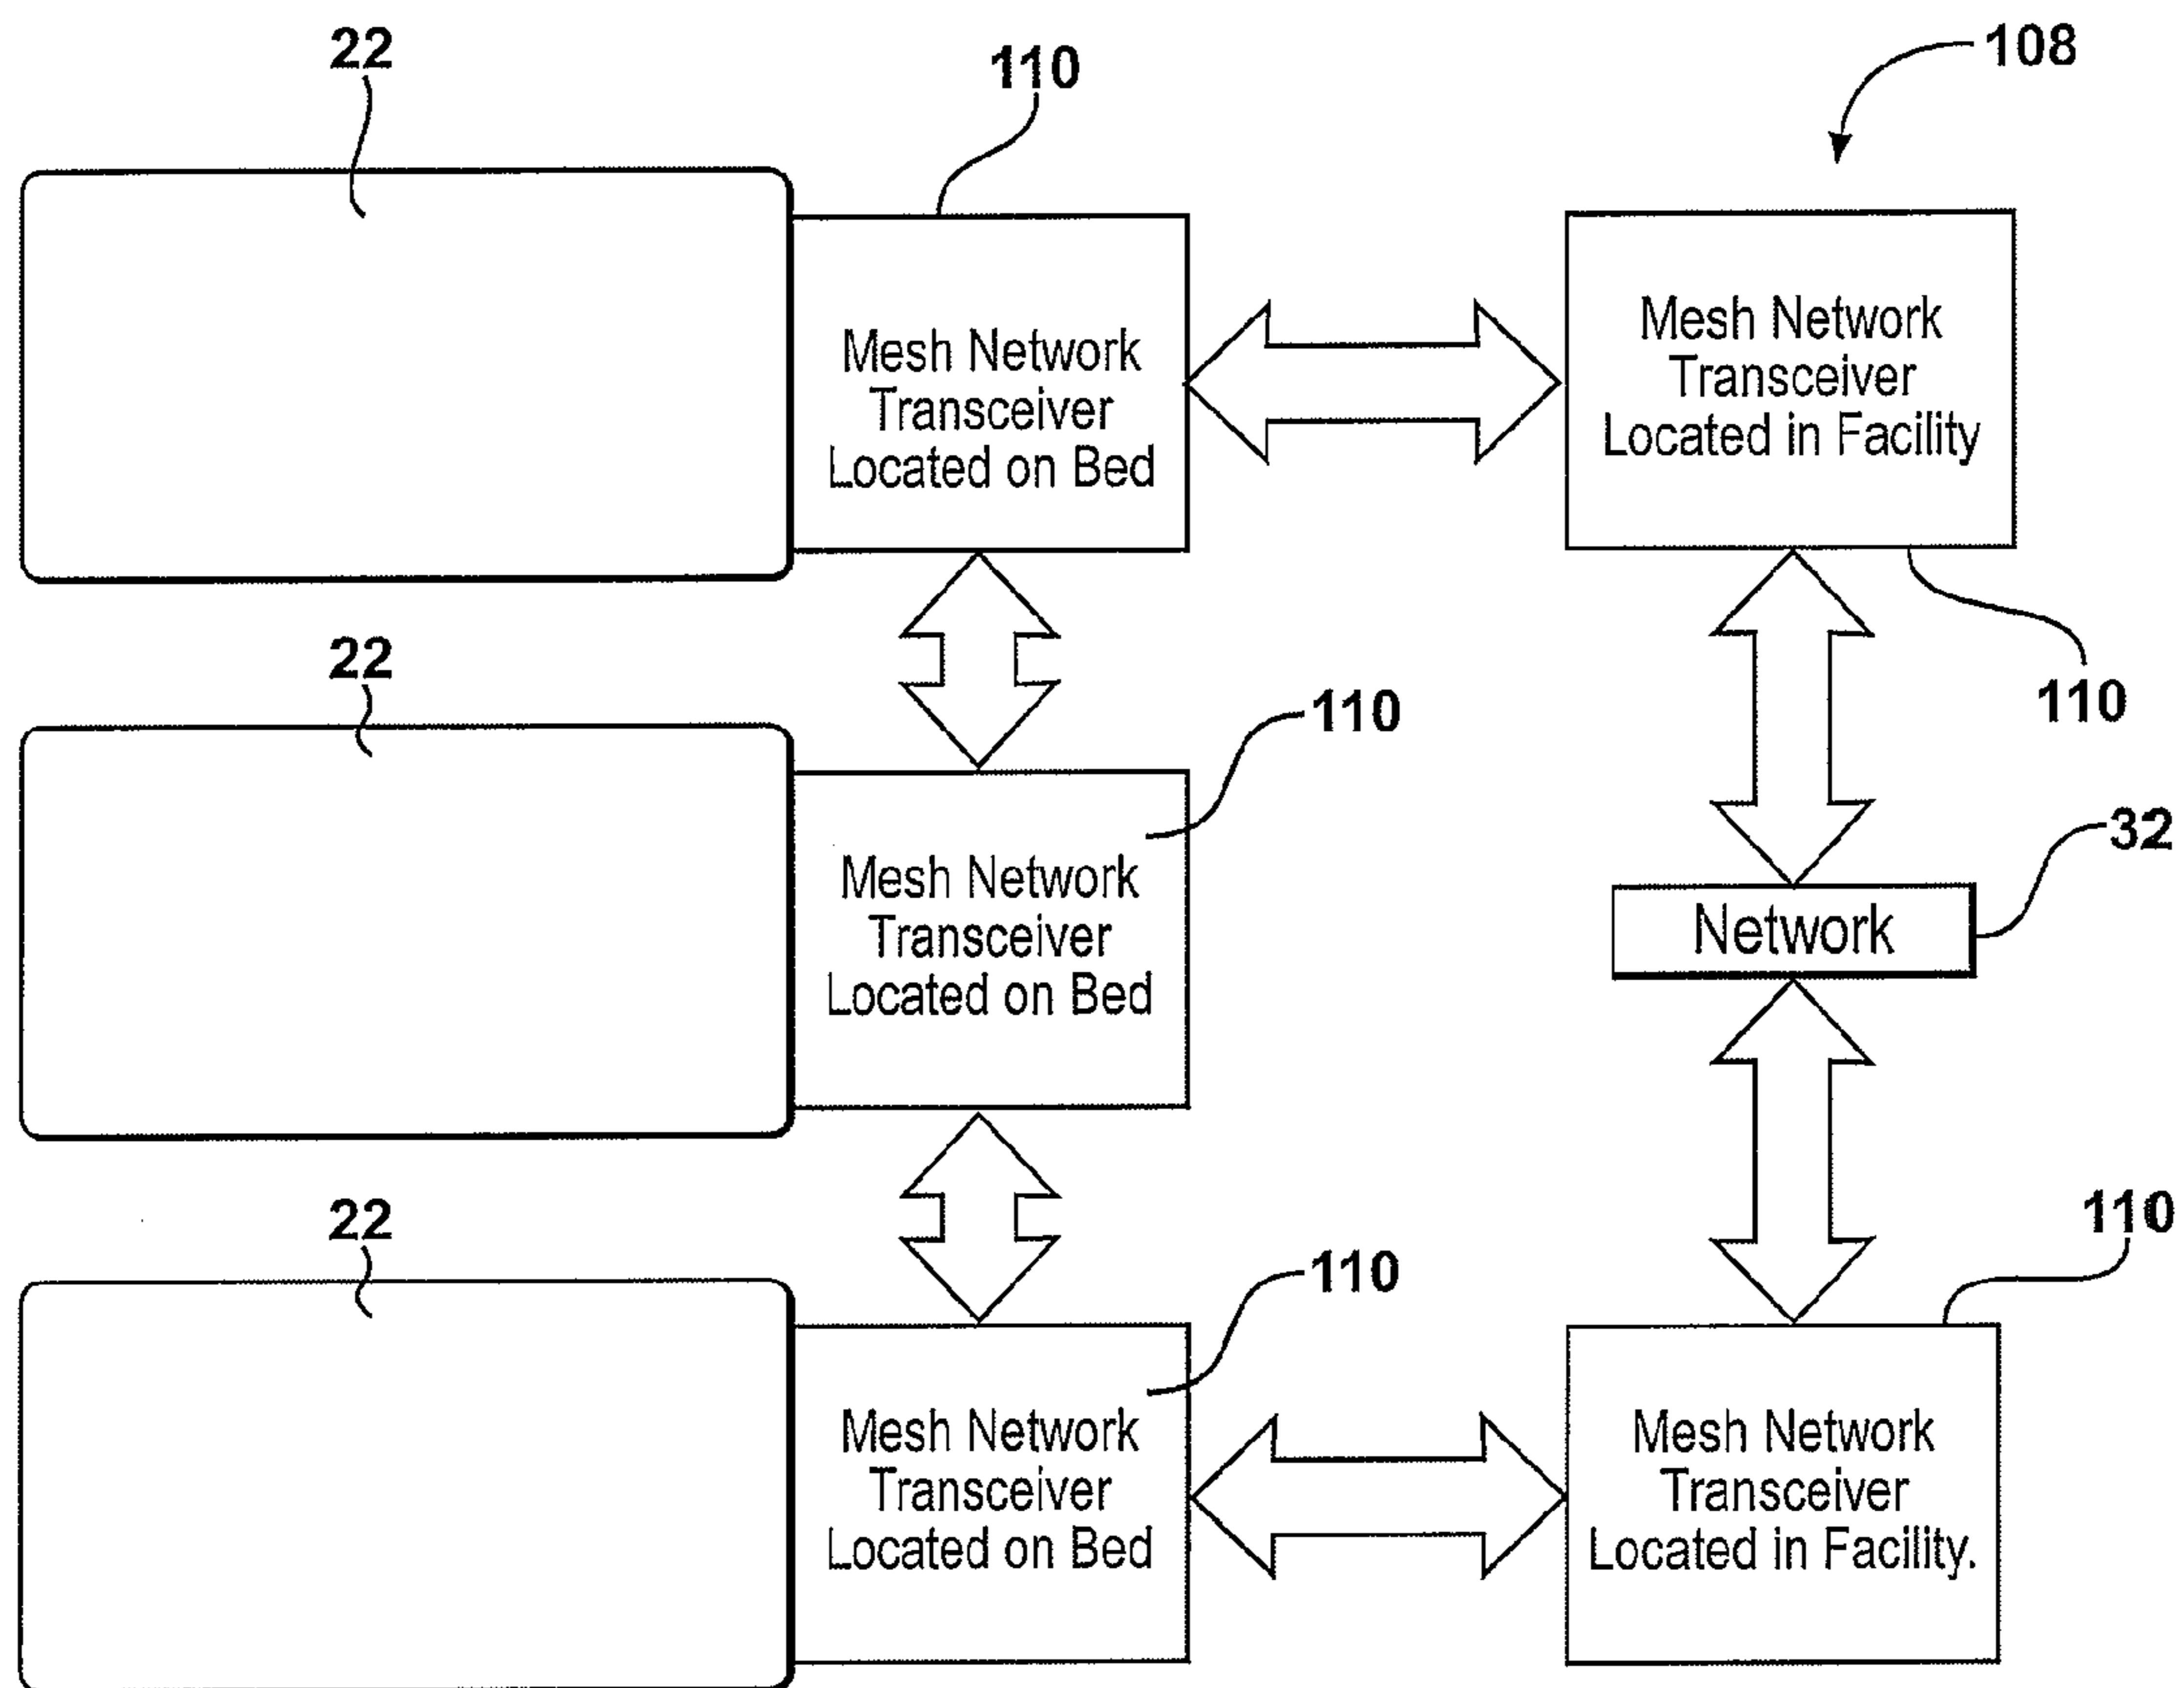 22
110
108
Mesh Network
Transceiver
Located on Bed
Mesh Network
Transceiver
Located in Facility
110
22
110
Mesh Network
Transceiver
Located on Bed
32
Network
22
110
110
Mesh Network
Transceiver
Located on Bed
Mesh Network
Transceiver
Located in Facility.